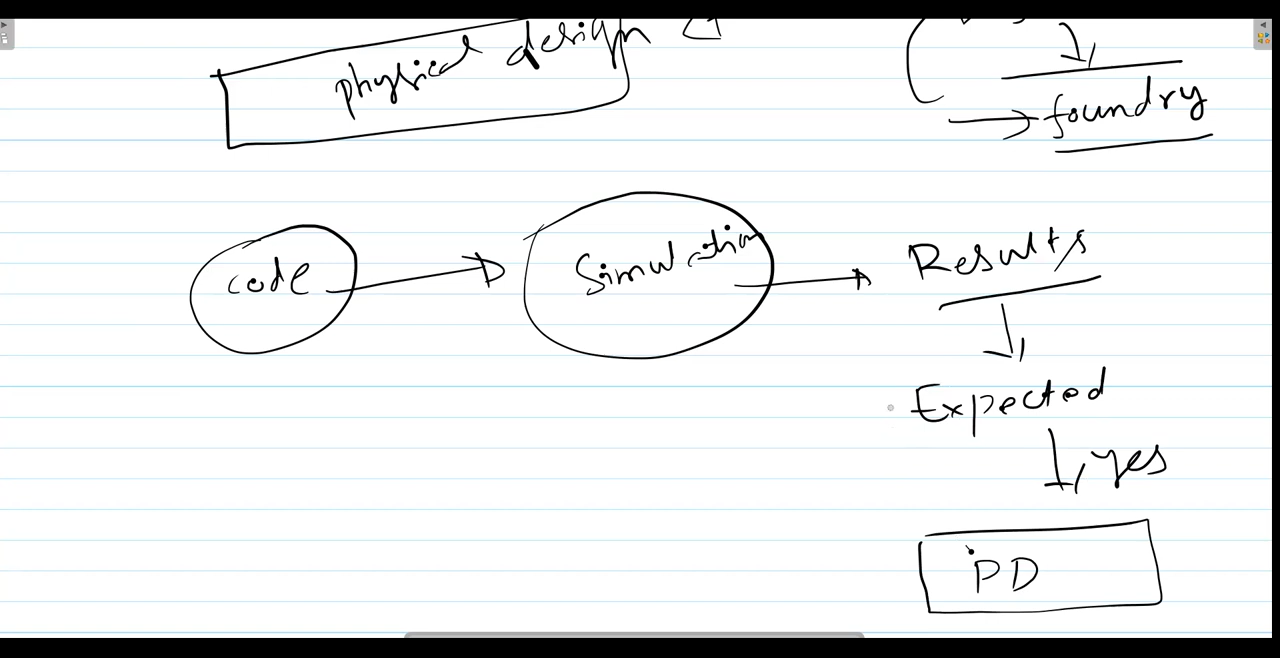 physical design
foundry
code
Simulation
Results
Expected
yes
PD